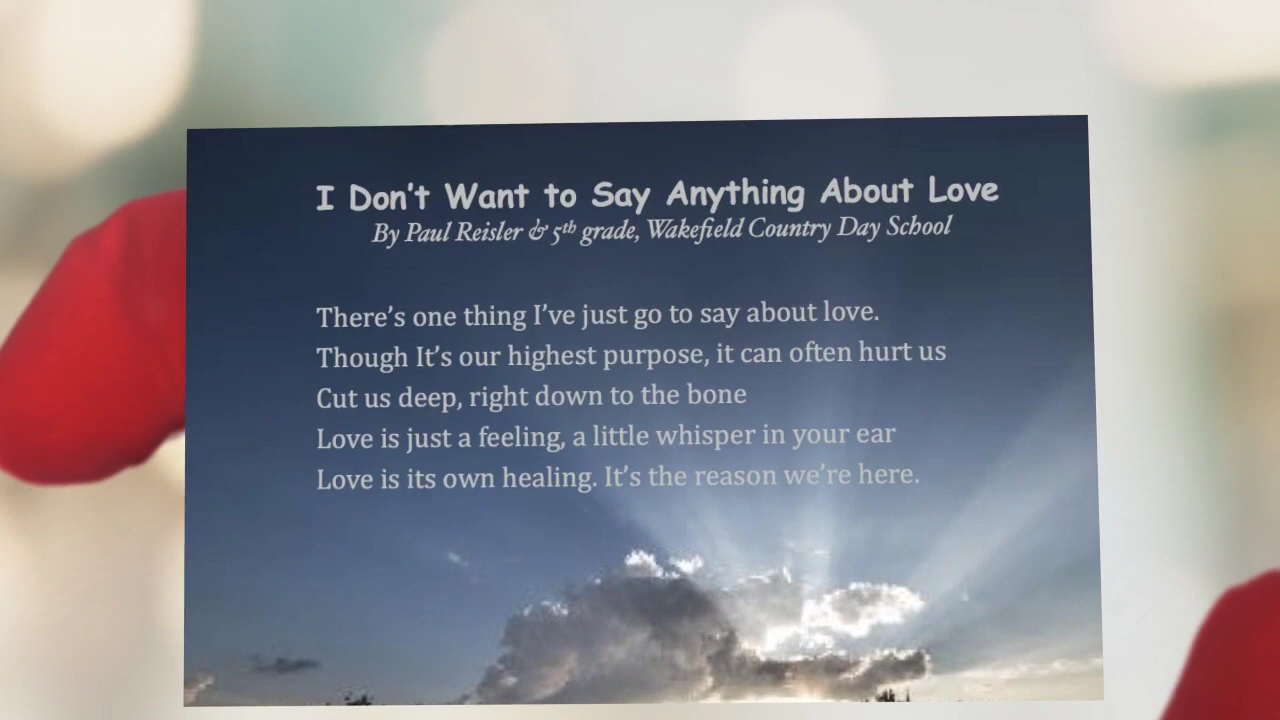 I Don't Want to Say Anything About Love
By Paul Reisler & 5th grade, Wakefield Country Day School
There's one thing I've just go to say about love.
Though It's our highest purpose, it can often hurt us
Cut us deep, right down to the bone
Love is just a feeling, a little whisper in your ear
Love is its own healing. It's the reason we're here.